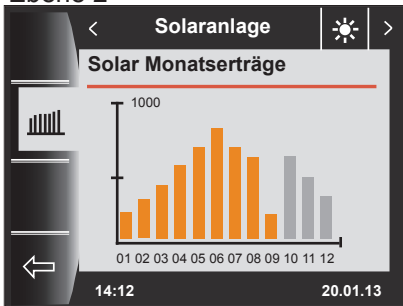 Ebene 2
< Solaranlage >
Solar Monatserträge
1000
01 02 03 04 05 06 07 08 09 10 11 12
14:12 20.01.13